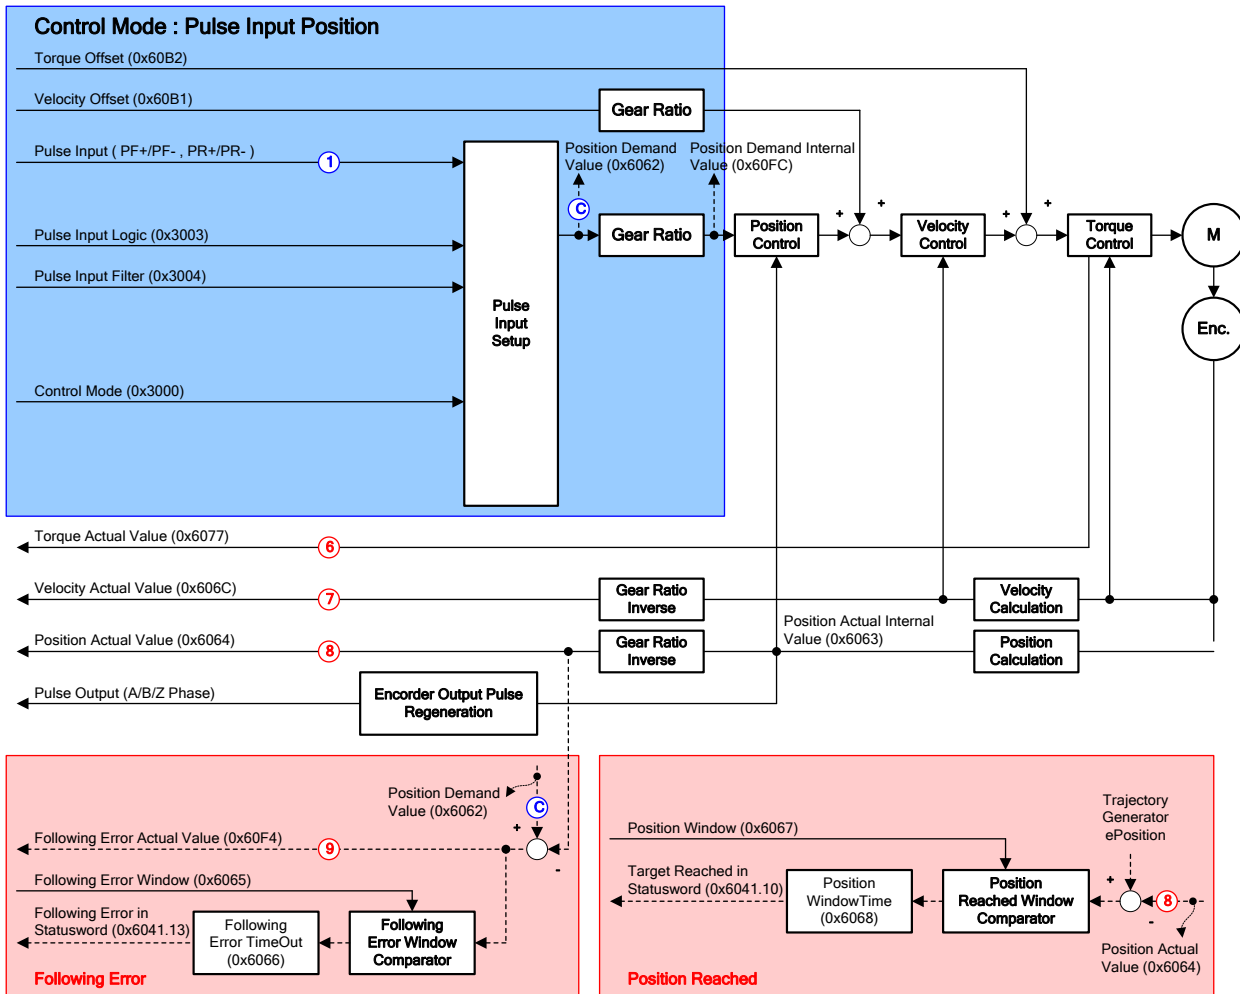 Control Mode : Pulse Input Position
Torque Offset (0x60B2)
Velocity Offset (0x60B1)
Gear Ratio
Pulse Input ( PF+/PF- , PR+/PR- )
1
Position Demand
Value (0x6062)
Position Demand Internal
Value (0x60FC)
C
+
+
+
+
Pulse Input Logic (0x3003)
Gear Ratio
Position
Control
Velocity
Control
Torque
Control
M
Pulse Input Filter (0x3004)
Pulse
Input
Setup
Enc.
Control Mode (0x3000)
Torque Actual Value (0x6077)
6
Velocity Actual Value (0x606C)
7
Gear Ratio
Inverse
Velocity
Calculation
Position Actual Value (0x6064)
8
Gear Ratio
Inverse
Position Actual Internal
Value (0x6063)
Position
Calculation
Pulse Output (A/B/Z Phase)
Encorder Output Pulse
Regeneration
Position Demand
Value (0x6062)
C
+
-
Following Error Actual Value (0x60F4)
9
Following Error Window (0x6065)
Following Error in
Statusword (0x6041.13)
Following
Error TimeOut
(0x6066)
Following
Error Window
Comparator
Following Error
Trajectory
Generator
ePosition
Position Window (0x6067)
Target Reached in
Statusword (0x6041.10)
Position
WindowTime
(0x6068)
Position
Reached Window
Comparator
+
-
8
Position Actual
Value (0x6064)
Position Reached